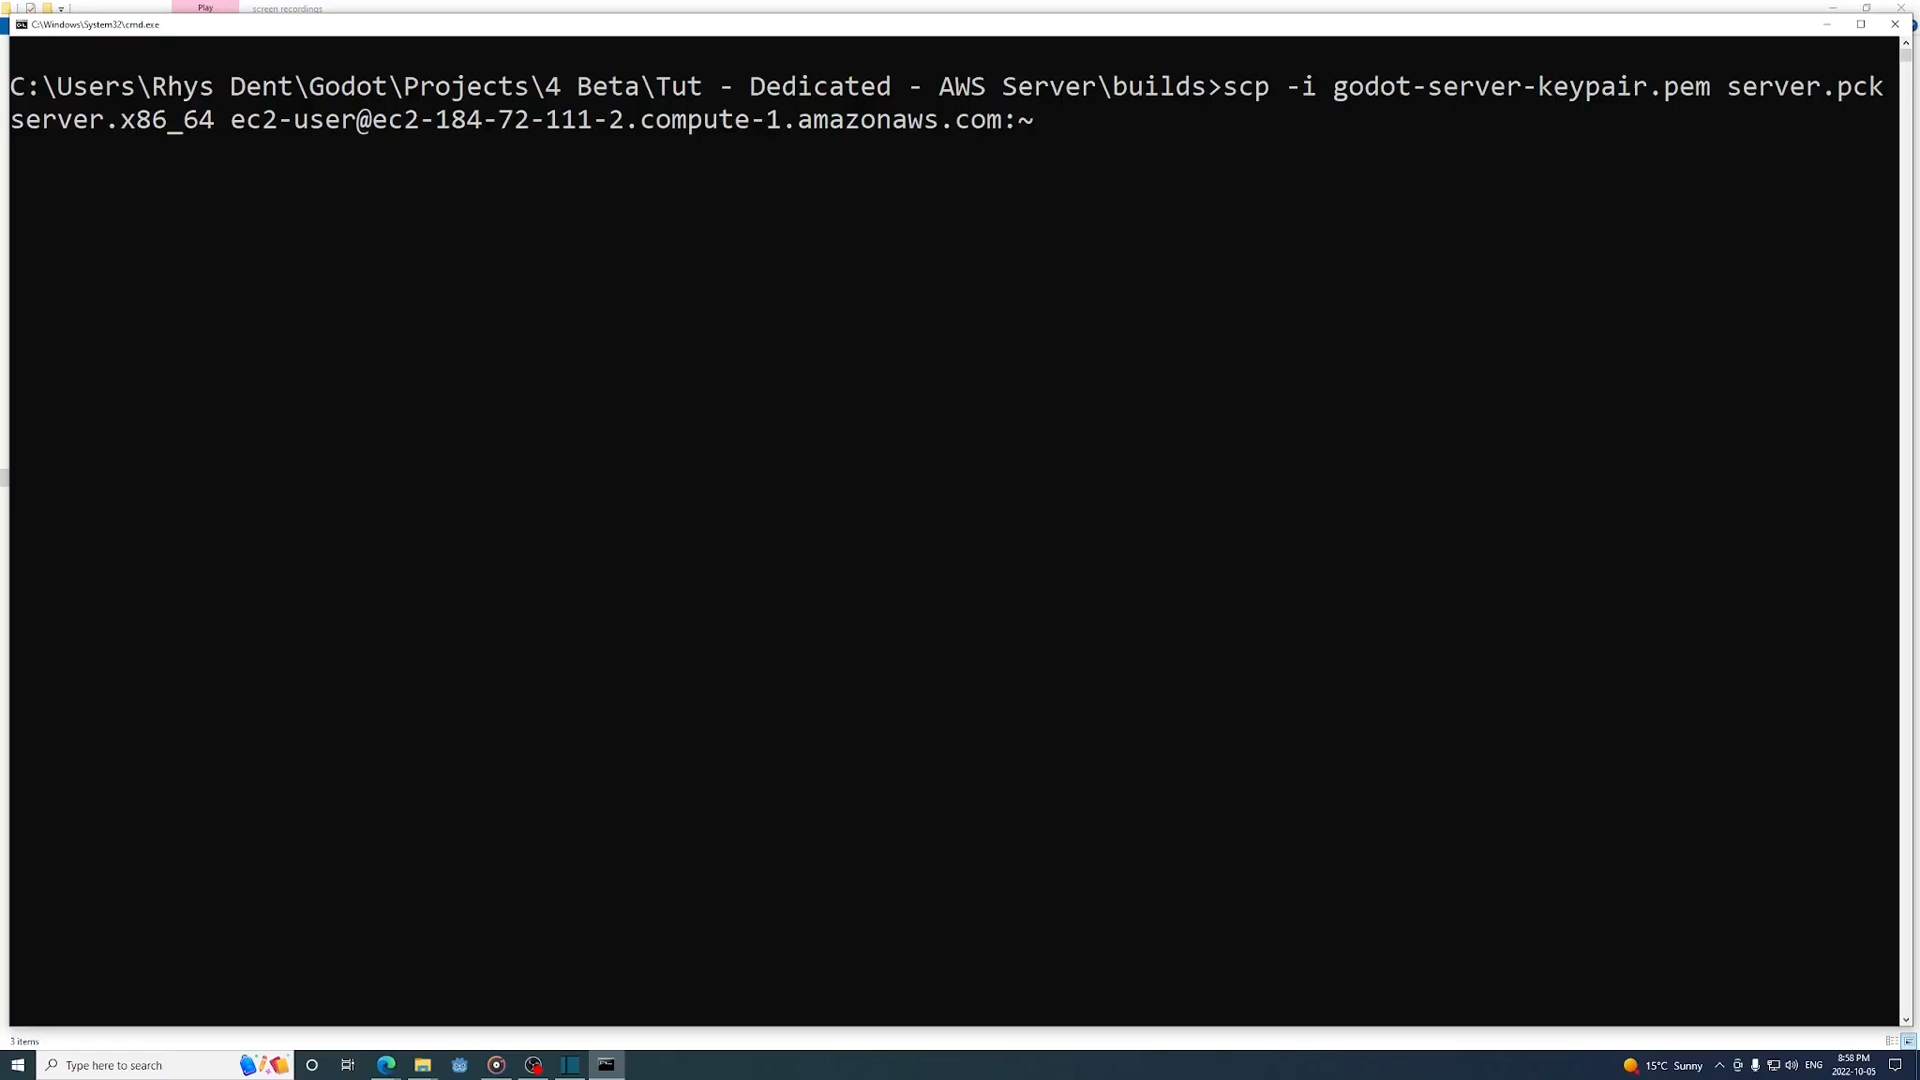 Play
screen recordings
C:\Windows\System32\cmd.exe
C:\Users\Rhys Dent\Godot\Projects\4 Beta\Tut - Dedicated - AWS Server\builds>scp -i godot-server-keypair.pem server.pck
server.x86_64 ec2-user@ec2-184-72-111-2.compute-1.amazonaws.com:~
3 items
Type here to search
15°C Sunny
ENG
8:58 PM
2022-10-05